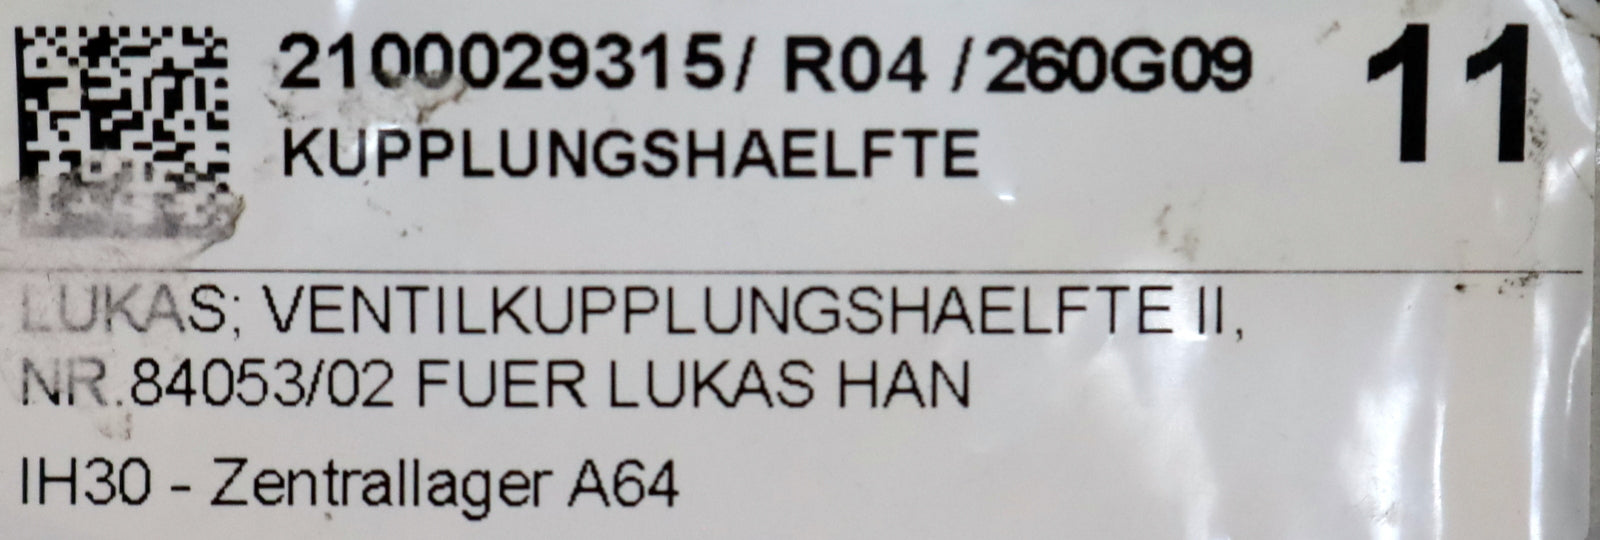 2100029315/ R04 /260G09 11
KUPPLUNGSHAELFTE
LUKAS; VENTILKUPPLUNGSHAELFTE II,
NR.84053/02 FUER LUKAS HAN
IH30 - Zentrallager A64